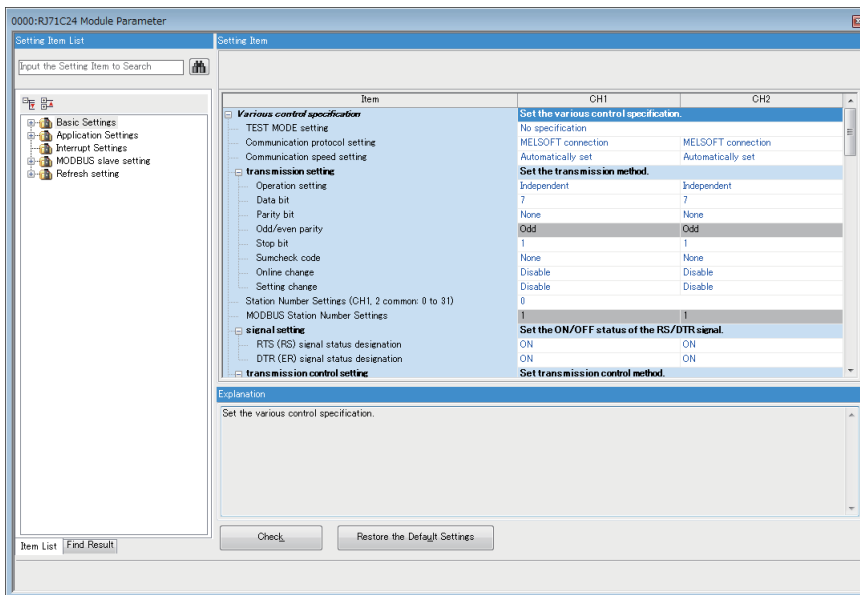 0000:RJ71C24 Module Parameter
Setting Item List
Setting Item
Input the Setting Item to Search
Basic Settings
Application Settings
Interrupt Settings
MODBUS slave setting
Refresh setting
Item List Find Result
Item CH1 CH2
Various control specification Set the various control specification.
TEST MODE setting No specification
Communication protocol setting MELSOFT connection MELSOFT connection
Communication speed setting Automatically set Automatically set
transmission setting Set the transmission method.
Operation setting Independent Independent
Data bit 7 7
Parity bit None None
Odd/even parity Odd Odd
Stop bit 1 1
Sumcheck code None None
Online change Disable Disable
Setting change Disable Disable
Station Number Settings (CH1, 2 common: 0 to 31) 0
MODBUS Station Number Settings 1 1
signal setting Set the ON/OFF status of the RS/DTR signal.
RTS (RS) signal status designation ON ON
DTR (ER) signal status designation ON ON
transmission control setting Set transmission control method.
Explanation
Set the various control specification.
Check Restore the Default Settings